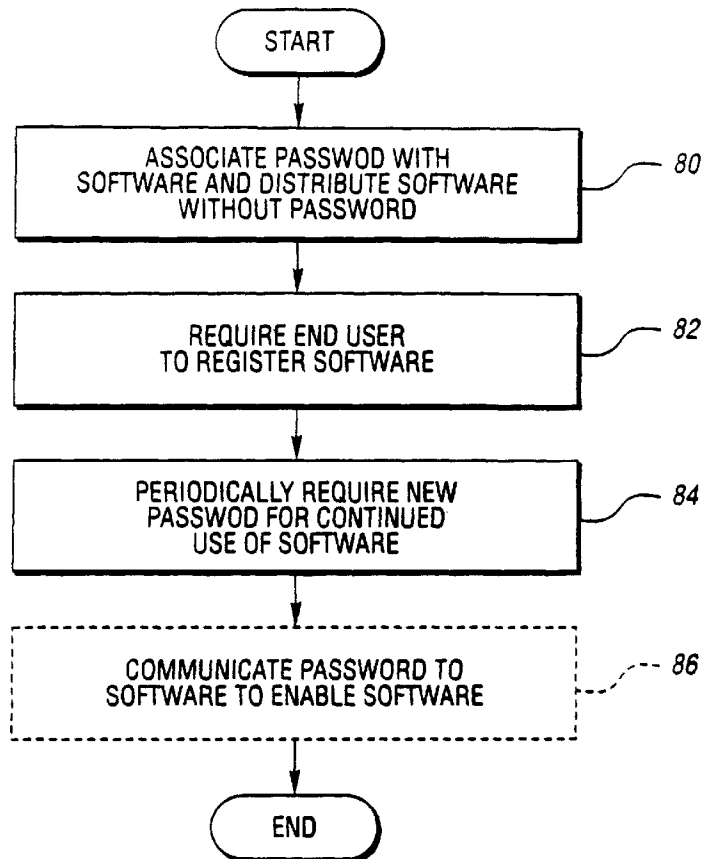 START
ASSOCIATE PASSWOD WITH
SOFTWARE AND DISTRIBUTE SOFTWARE
WITHOUT PASSWORD
80
REQUIRE END USER
TO REGISTER SOFTWARE
82
PERIODICALLY REQUIRE NEW
PASSWOD FOR CONTINUED
USE OF SOFTWARE
84
COMMUNICATE PASSWORD TO
SOFTWARE TO ENABLE SOFTWARE
86
END